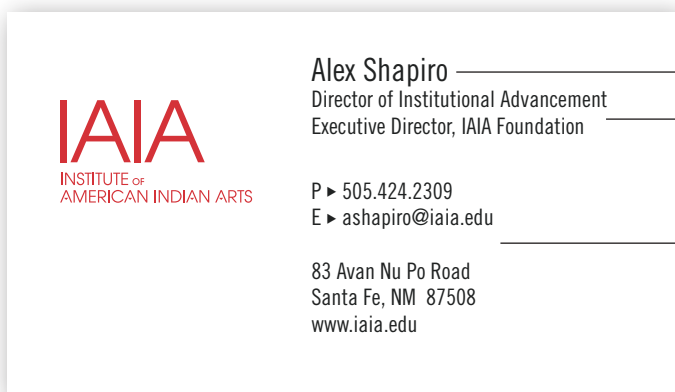 IAIA
INSTITUTE OF
AMERICAN INDIAN ARTS
Alex Shapiro
Director of Institutional Advancement
Executive Director, IAIA Foundation
P ▸ 505.424.2309
E ▸ ashapiro@iaia.edu
83 Avan Nu Po Road
Santa Fe, NM 87508
www.iaia.edu